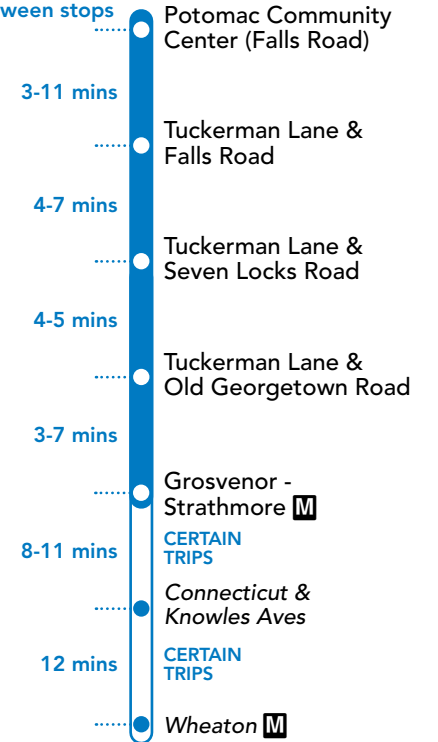 ween stops
Potomac Community
Center (Falls Road)
3-11 mins
Tuckerman Lane &
Falls Road
4-7 mins
Tuckerman Lane &
Seven Locks Road
4-5 mins
Tuckerman Lane &
Old Georgetown Road
3-7 mins
Grosvenor -
Strathmore M
8-11 mins
CERTAIN
TRIPS
Connecticut &
Knowles Aves
12 mins
CERTAIN
TRIPS
Wheaton M